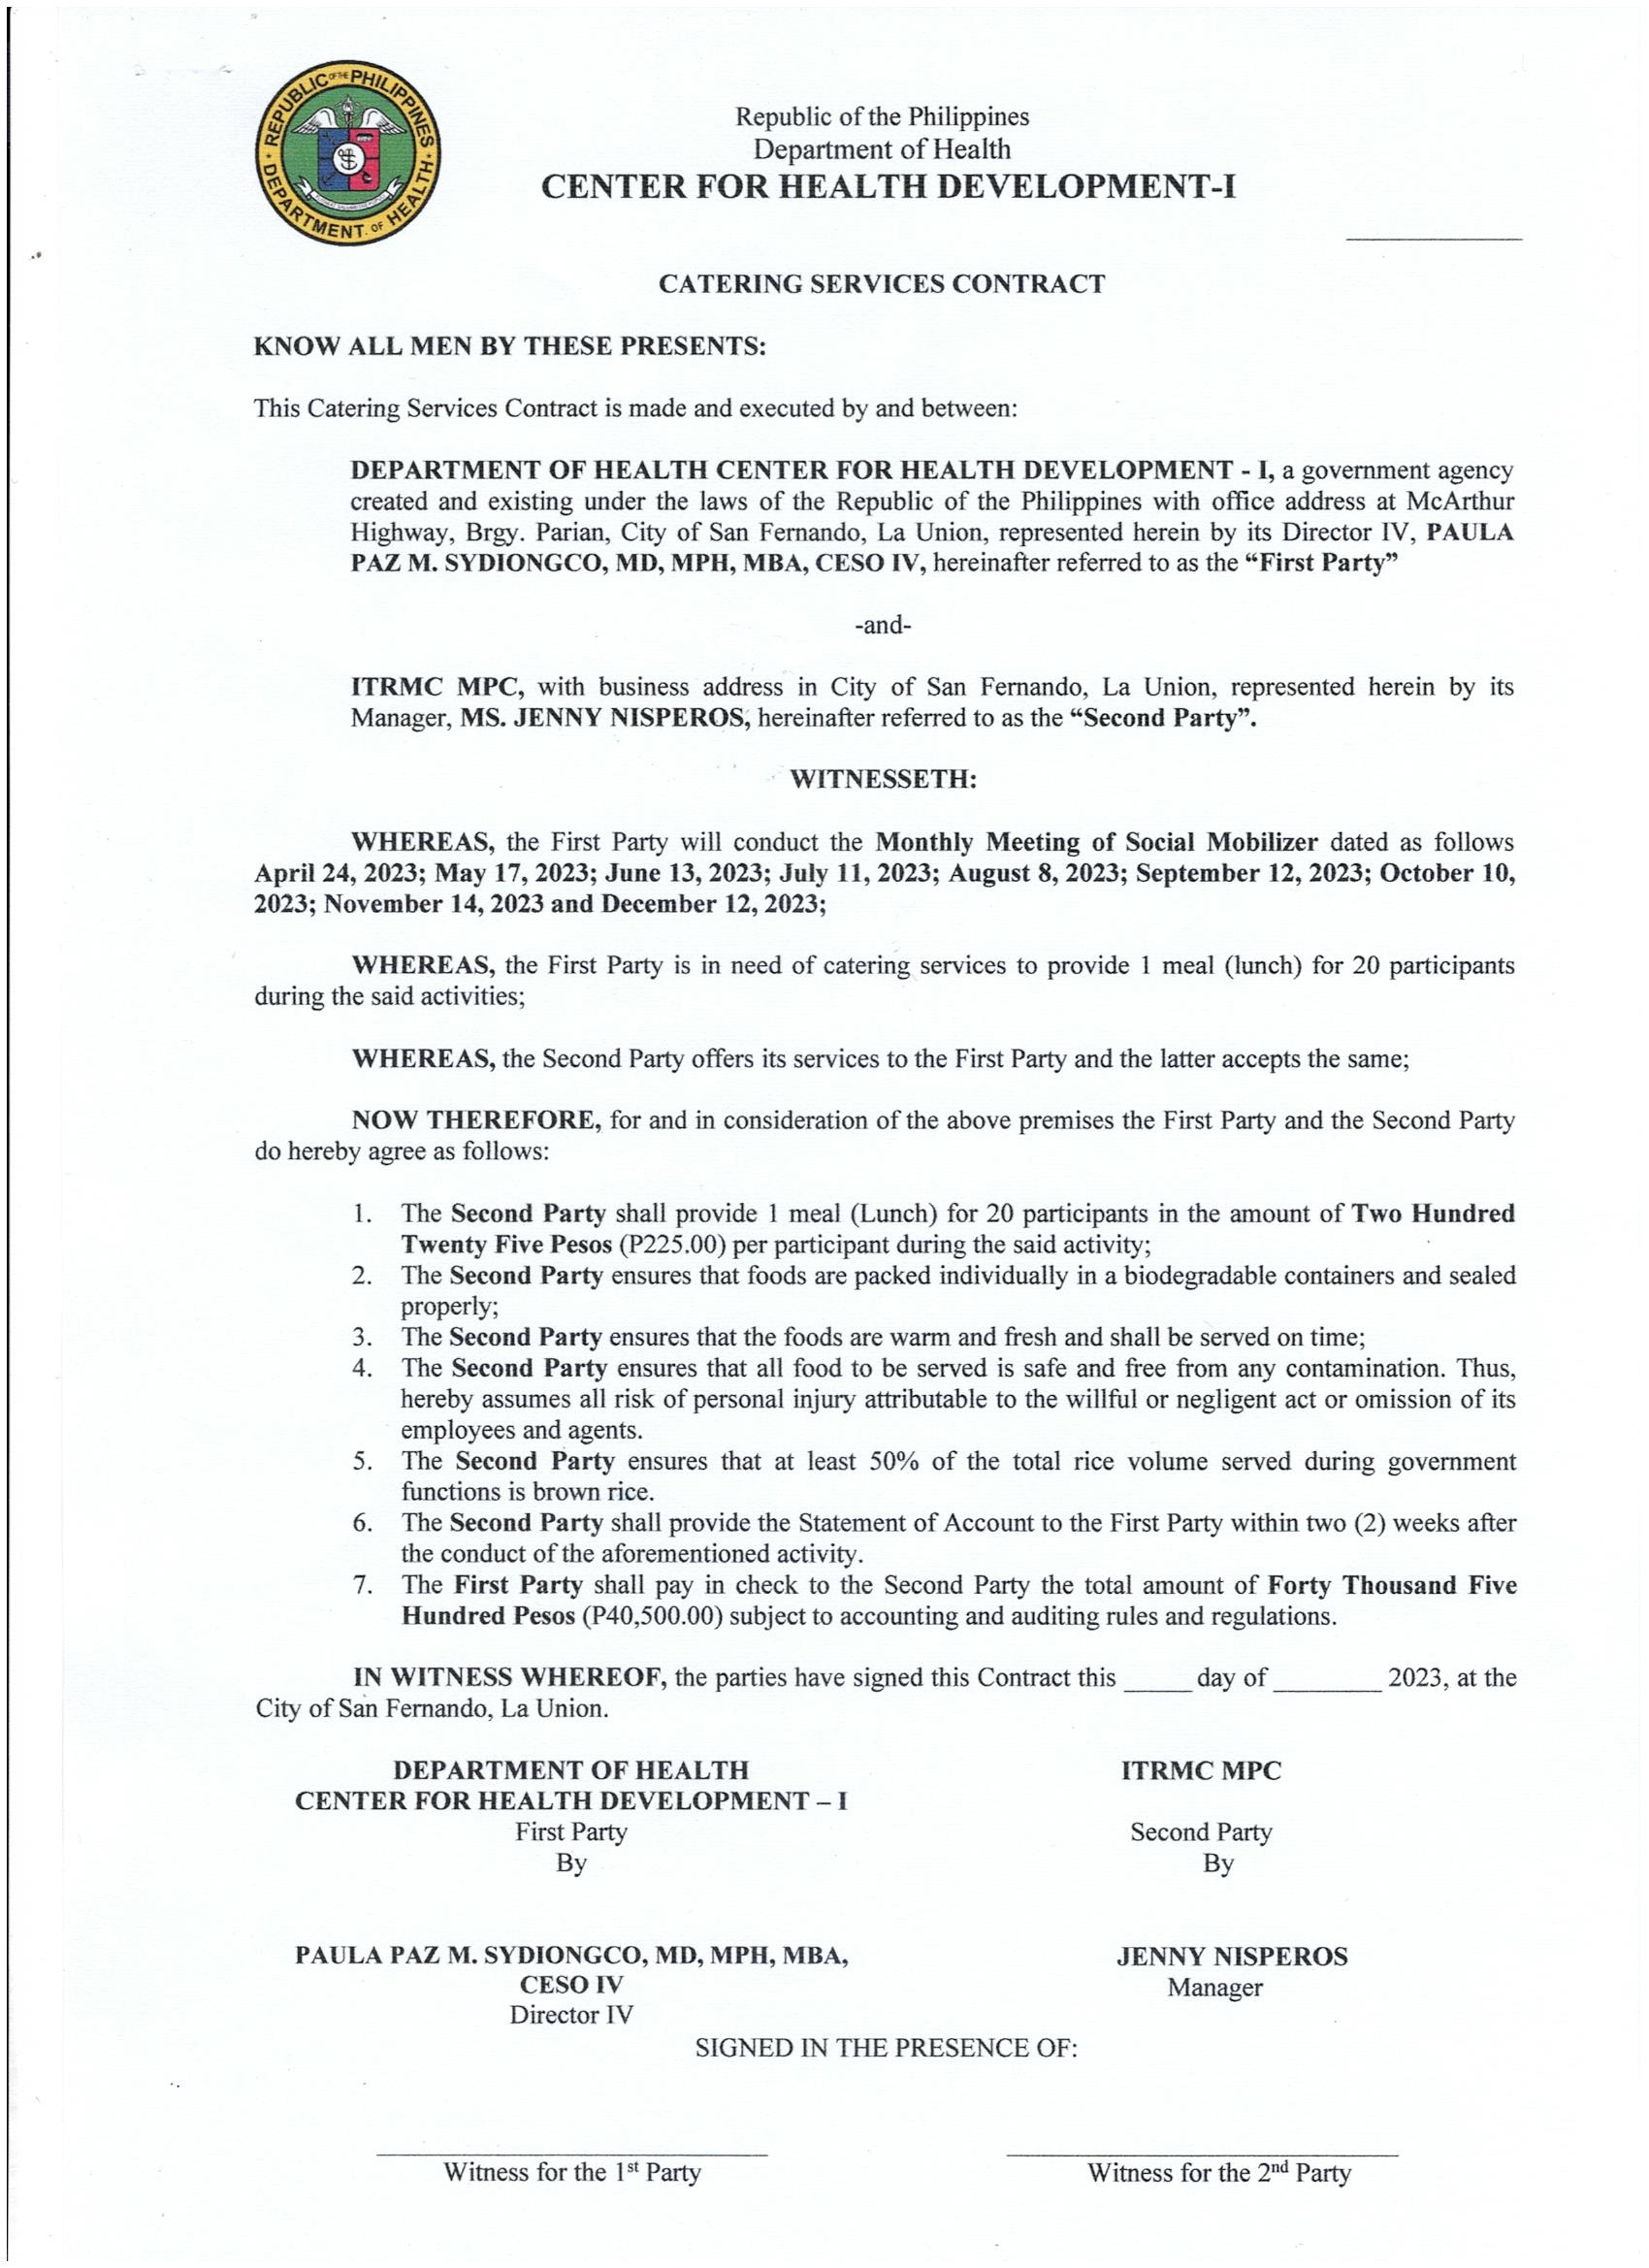 REPUBLIC OF THE PHILIPPINES
DEPARTMENT OF HEALTH
Republic of the Philippines
Department of Health
CENTER FOR HEALTH DEVELOPMENT-I
CATERING SERVICES CONTRACT
KNOW ALL MEN BY THESE PRESENTS:
This Catering Services Contract is made and executed by and between:
DEPARTMENT OF HEALTH CENTER FOR HEALTH DEVELOPMENT - I, a government agency
created and existing under the laws of the Republic of the Philippines with office address at McArthur
Highway, Brgy. Parian, City of San Fernando, La Union, represented herein by its Director IV, PAULA
PAZ M. SYDIONGCO, MD, MPH, MBA, CESO IV, hereinafter referred to as the “First Party”
-and-
ITRMC MPC, with business address in City of San Fernando, La Union, represented herein by its
Manager, MS. JENNY NISPEROS, hereinafter referred to as the “Second Party”.
WITNESSETH:
WHEREAS, the First Party will conduct the Monthly Meeting of Social Mobilizer dated as follows
April 24, 2023; May 17, 2023; June 13, 2023; July 11, 2023; August 8, 2023; September 12, 2023; October 10,
2023; November 14, 2023 and December 12, 2023;
WHEREAS, the First Party is in need of catering services to provide 1 meal (lunch) for 20 participants
during the said activities;
WHEREAS, the Second Party offers its services to the First Party and the latter accepts the same;
NOW THEREFORE, for and in consideration of the above premises the First Party and the Second Party
do hereby agree as follows:
1. The Second Party shall provide 1 meal (Lunch) for 20 participants in the amount of Two Hundred
Twenty Five Pesos (P225.00) per participant during the said activity;
2. The Second Party ensures that foods are packed individually in a biodegradable containers and sealed
properly;
3. The Second Party ensures that the foods are warm and fresh and shall be served on time;
4. The Second Party ensures that all food to be served is safe and free from any contamination. Thus,
hereby assumes all risk of personal injury attributable to the willful or negligent act or omission of its
employees and agents.
5. The Second Party ensures that at least 50% of the total rice volume served during government
functions is brown rice.
6. The Second Party shall provide the Statement of Account to the First Party within two (2) weeks after
the conduct of the aforementioned activity.
7. The First Party shall pay in check to the Second Party the total amount of Forty Thousand Five
Hundred Pesos (P40,500.00) subject to accounting and auditing rules and regulations.
IN WITNESS WHEREOF, the parties have signed this Contract this _____ day of ________ 2023, at the
City of San Fernando, La Union.
DEPARTMENT OF HEALTH
CENTER FOR HEALTH DEVELOPMENT – I
First Party
By
ITRMC MPC
Second Party
By
PAULA PAZ M. SYDIONGCO, MD, MPH, MBA,
CESO IV
Director IV
JENNY NISPEROS
Manager
SIGNED IN THE PRESENCE OF:
Witness for the 1st Party
Witness for the 2nd Party